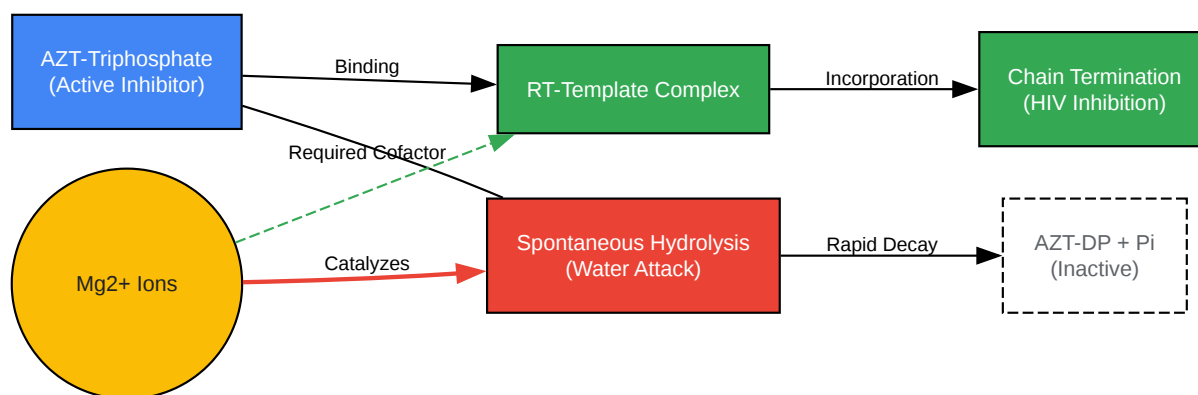 AZT-Triphosphate
(Active Inhibitor)
Binding
RT-Template Complex
Incorporation
Chain Termination
(HIV Inhibition)
Required Cofactor
Mg2+ Ions
Catalyzes
Spontaneous Hydrolysis
(Water Attack)
Rapid Decay
AZT-DP + Pi
(Inactive)